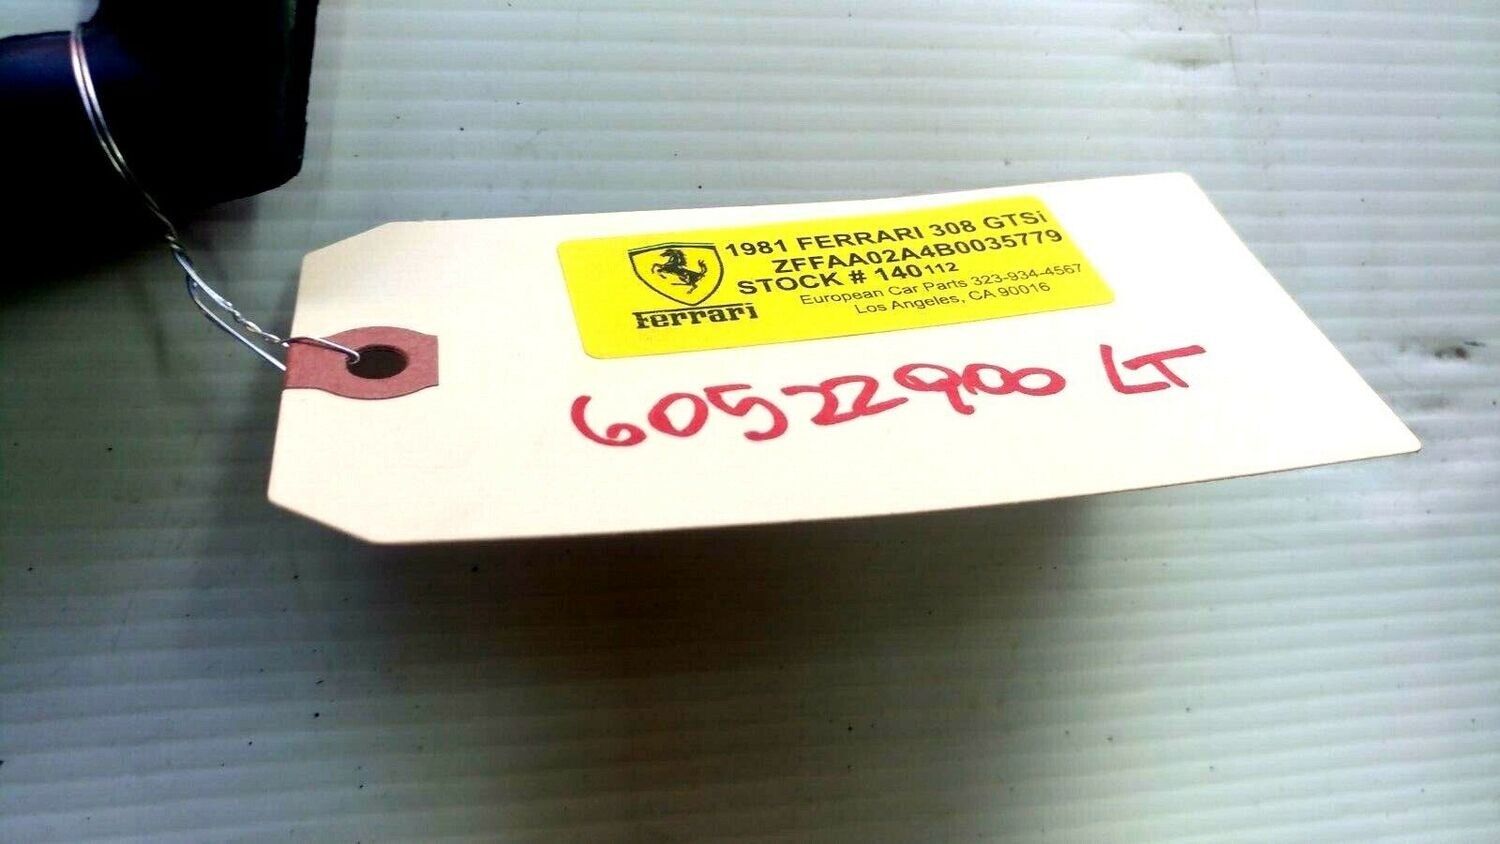 1981 FERRARI 308 GTSi
ZFFAA02A4B0035779
STOCK # 140112
European Car Parts 323-934-4567
Los Angeles, CA 90016
Ferrari
60522900 LT